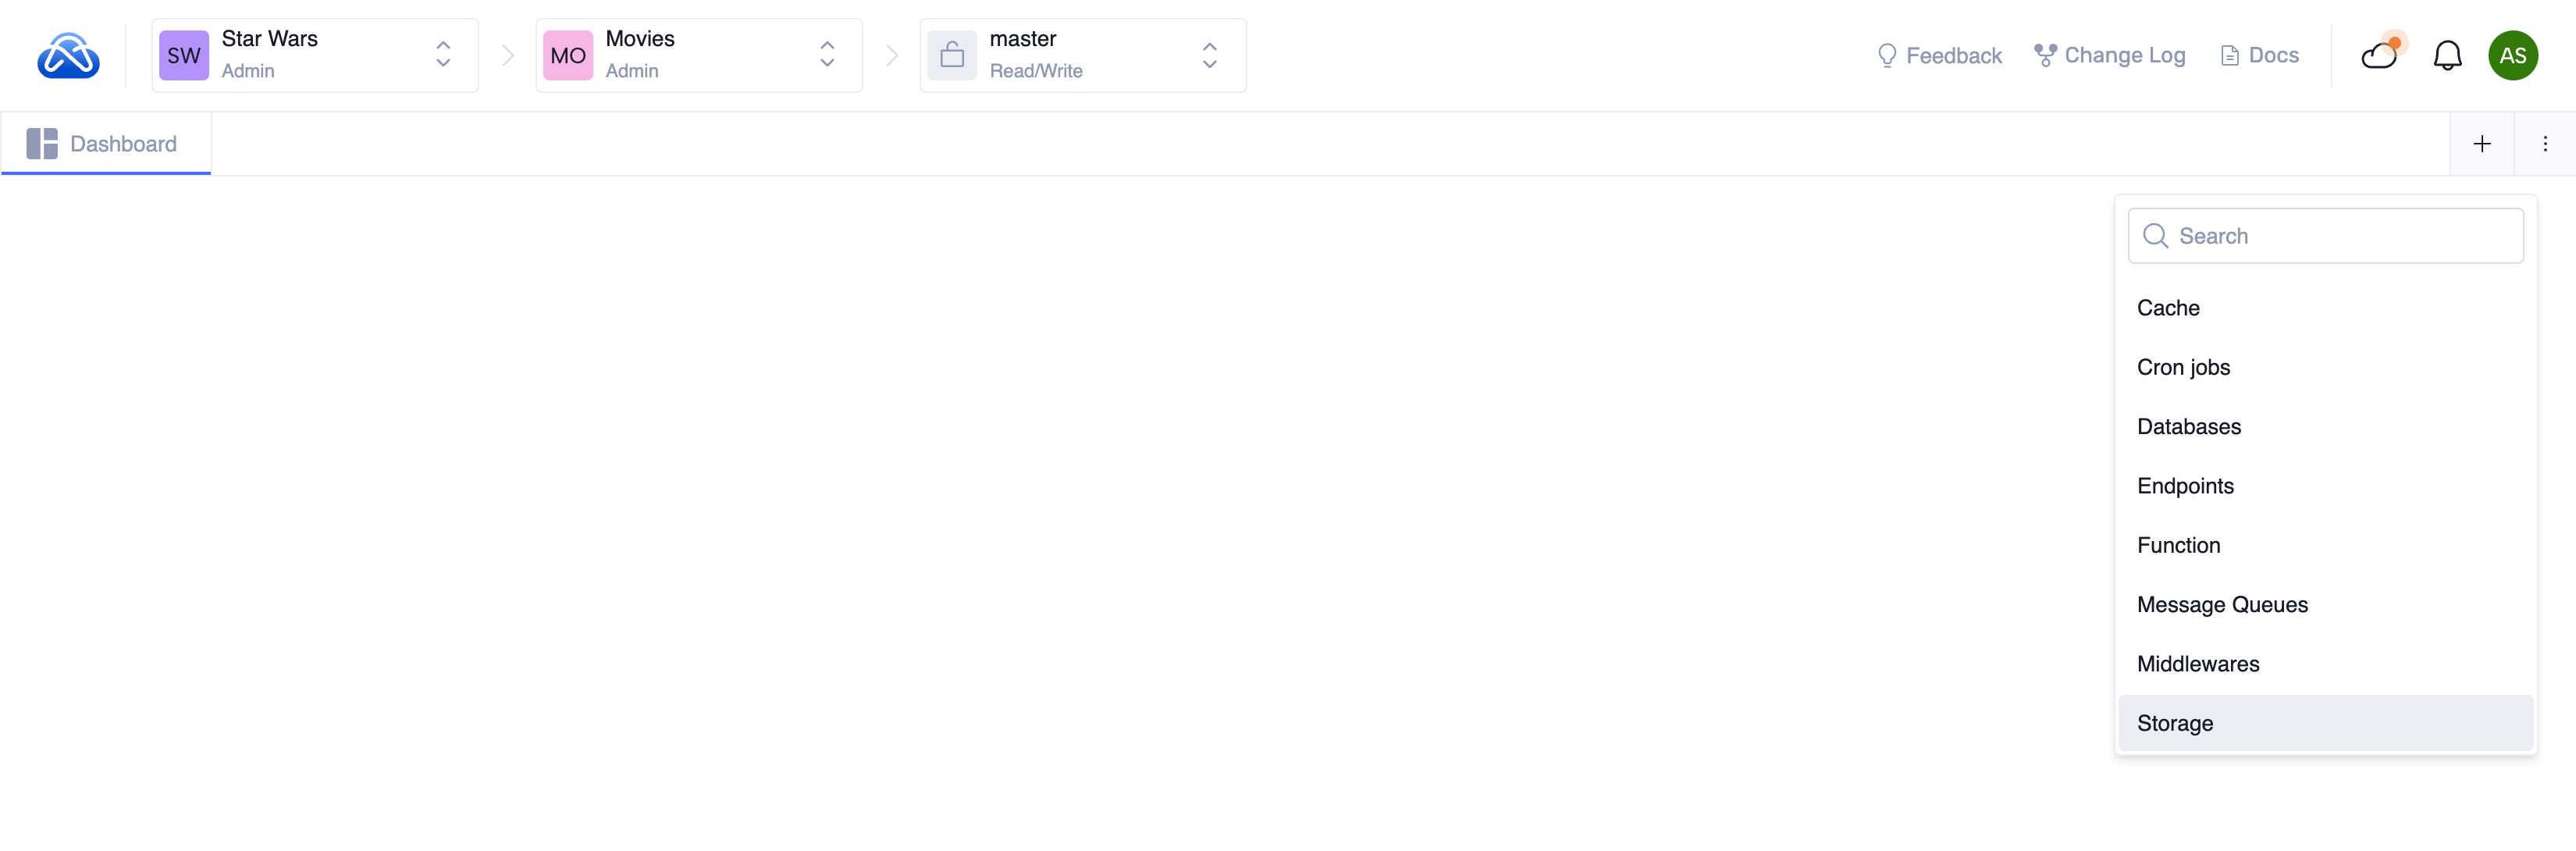 SW
Star Wars
Admin
MO
Movies
Admin
master
Read/Write
Feedback
Change Log
Docs
AS
Dashboard
Search
Cache
Cron jobs
Databases
Endpoints
Function
Message Queues
Middlewares
Storage